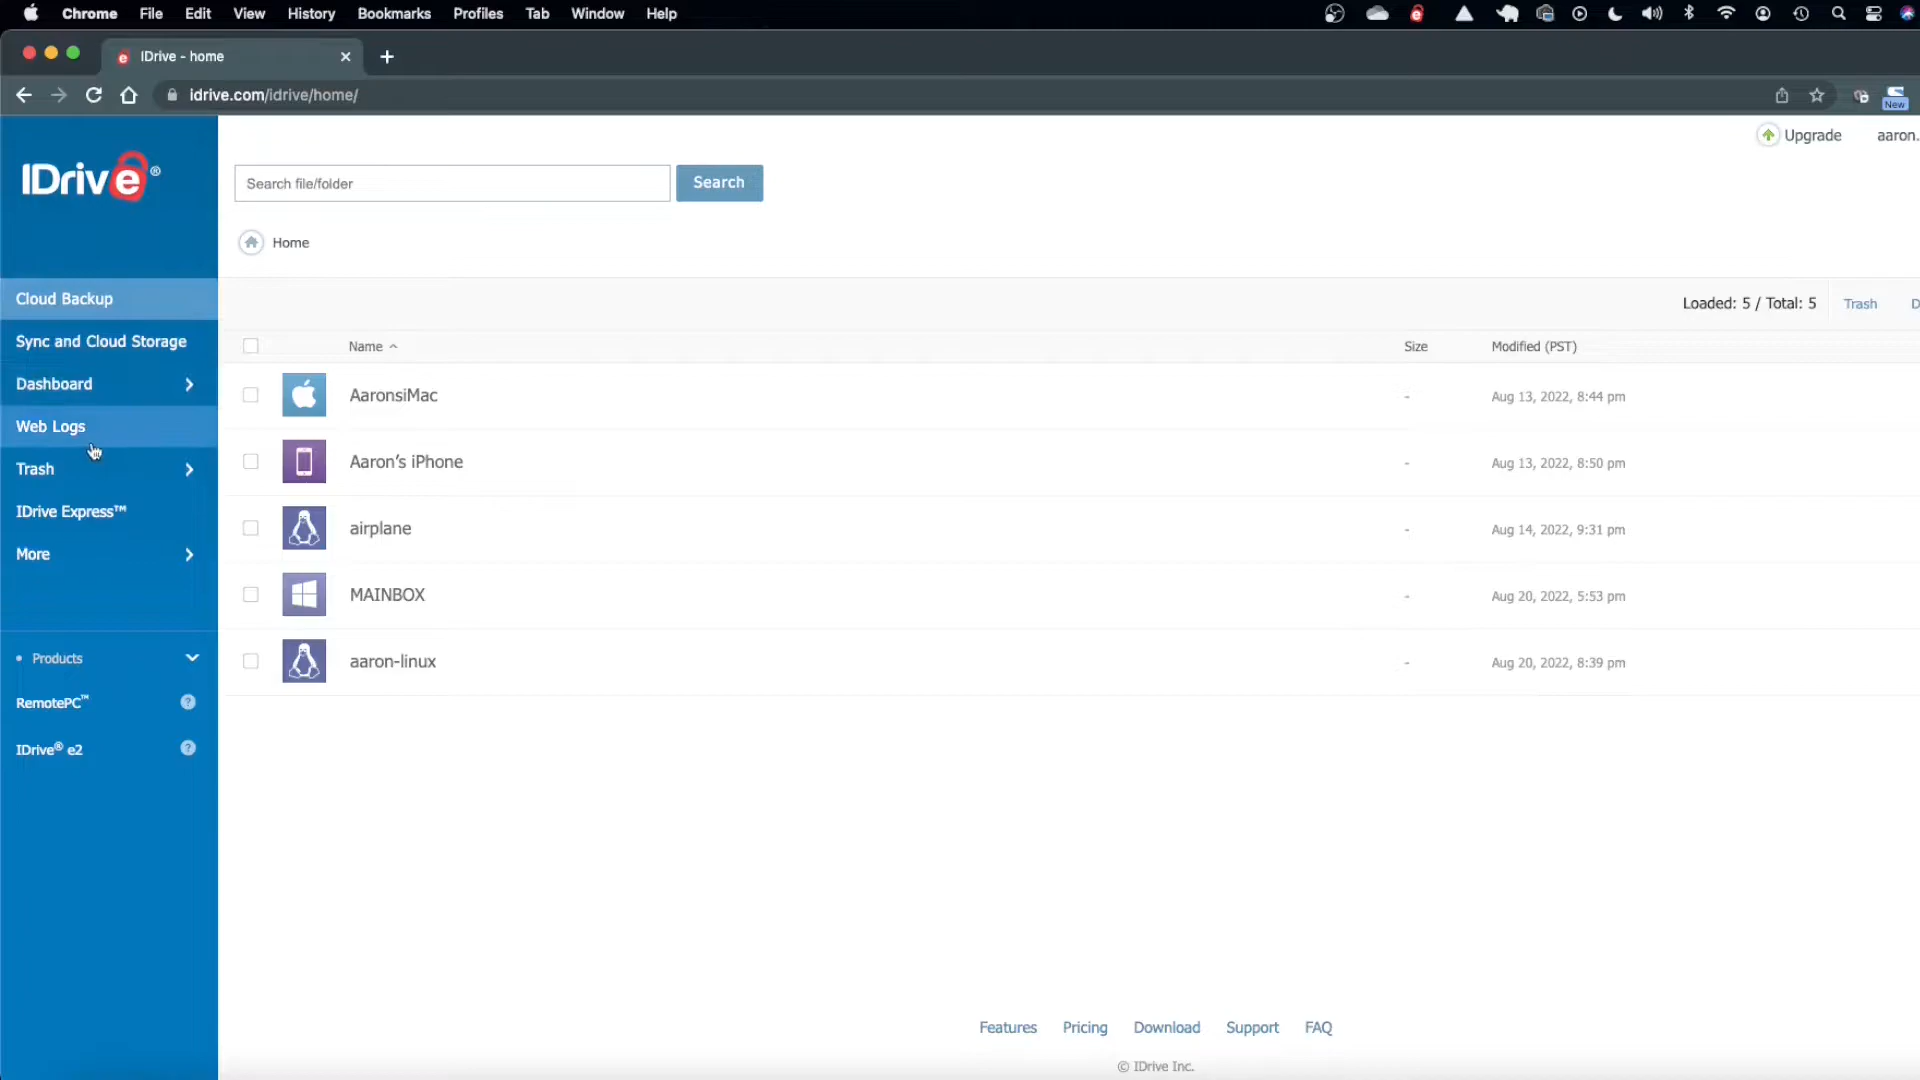 Chrome File Edit View History Bookmarks Profiles Tab Window Help
IDrive - home
idrive.com/idrive/home/
New
IDrive®
Upgrade aaron.
Search file/folder Search
Home
Cloud Backup
Sync and Cloud Storage
Dashboard
Web Logs
Trash
IDrive Express™
More
Products
RemotePC™ ?
IDrive® e2 ?
Loaded: 5 / Total: 5 Trash D
Name Size Modified (PST)
AaronsiMac - Aug 13, 2022, 8:44 pm
Aaron’s iPhone - Aug 13, 2022, 8:50 pm
airplane - Aug 14, 2022, 9:31 pm
MAINBOX - Aug 20, 2022, 5:53 pm
aaron-linux - Aug 20, 2022, 8:39 pm
Features Pricing Download Support FAQ
© IDrive Inc.